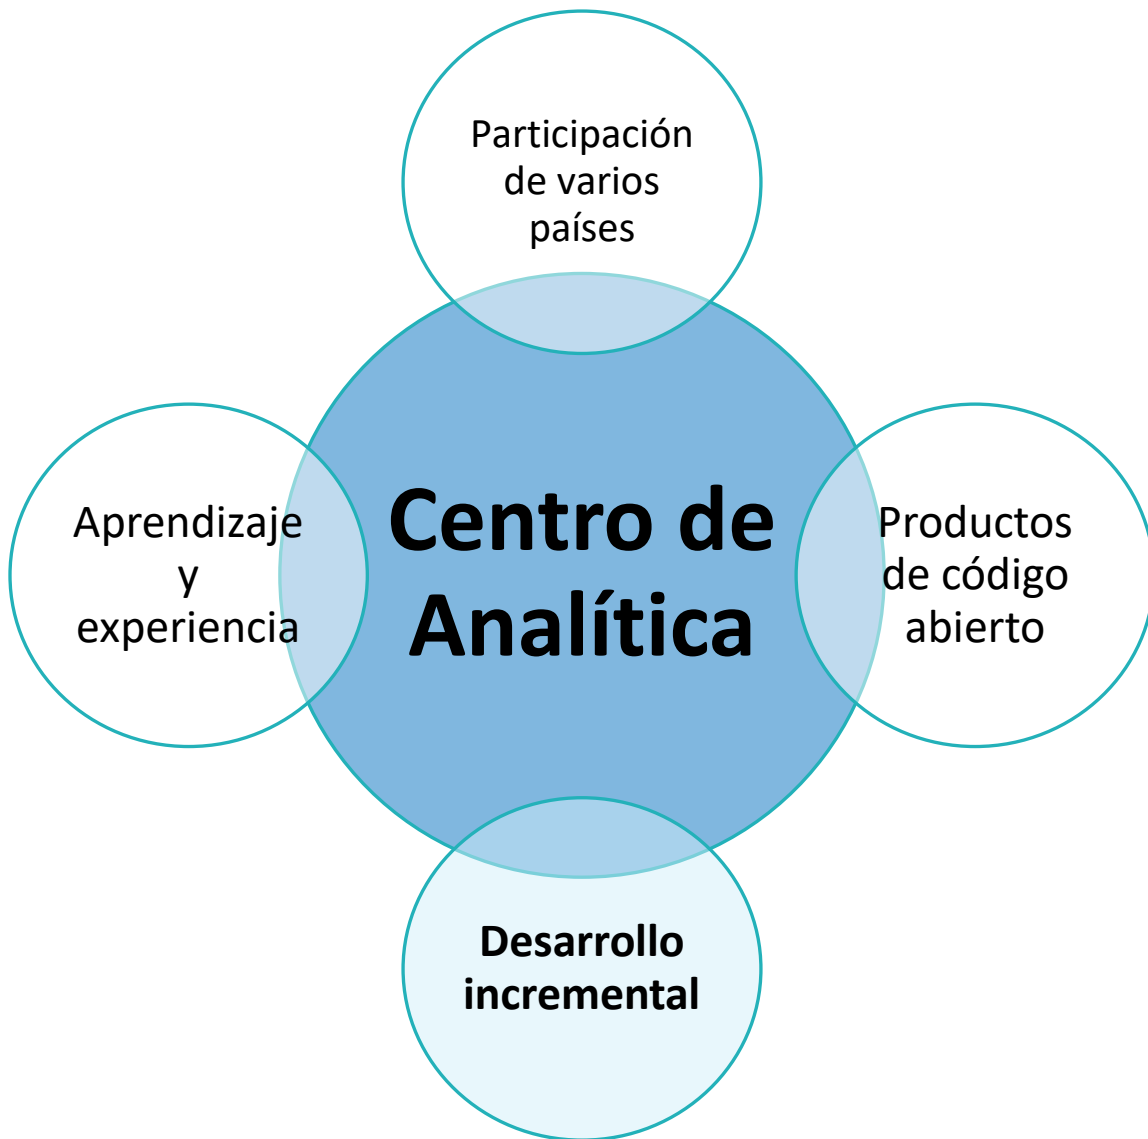 Participación
de varios
países
Aprendizaje
y
experiencia
Centro de
Analítica
Productos
de código
abierto
Desarrollo
incremental